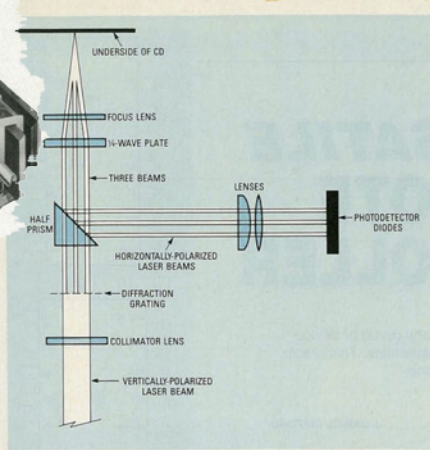 UNDERSIDE OF CD
FOCUS LENS
¼-WAVE PLATE
THREE BEAMS
LENSES
HALF
PRISM
PHOTODETECTOR
DIODES
HORIZONTALLY-POLARIZED
LASER BEAMS
DIFFRACTION
GRATING
COLLIMATOR LENS
VERTICALLY-POLARIZED
LASER BEAM